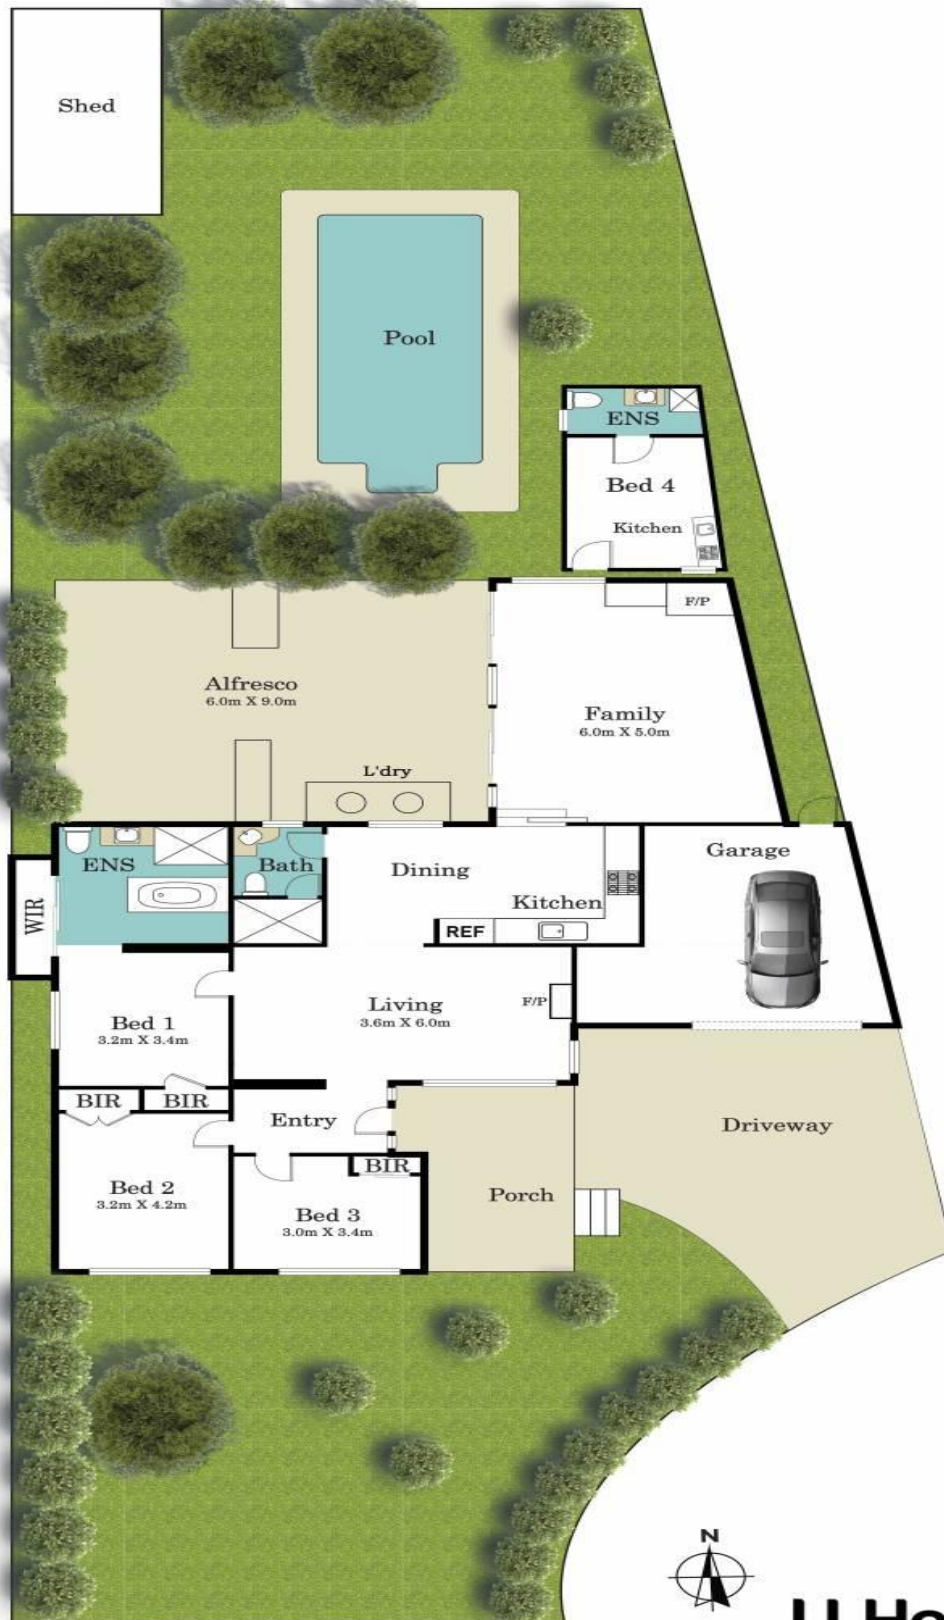 Shed
Pool
ENS
Bed 4
Kitchen
F/P
Alfresco
6.0m X 9.0m
Family
6.0m X 5.0m
L'dry
ENS
Bath
Dining
Garage
Kitchen
WIR
REF
Living
3.6m X 6.0m
F/P
Bed 1
3.2m X 3.4m
BIR
BIR
Entry
Driveway
BIR
Bed 2
3.2m X 4.2m
Porch
Bed 3
3.0m X 3.4m
N